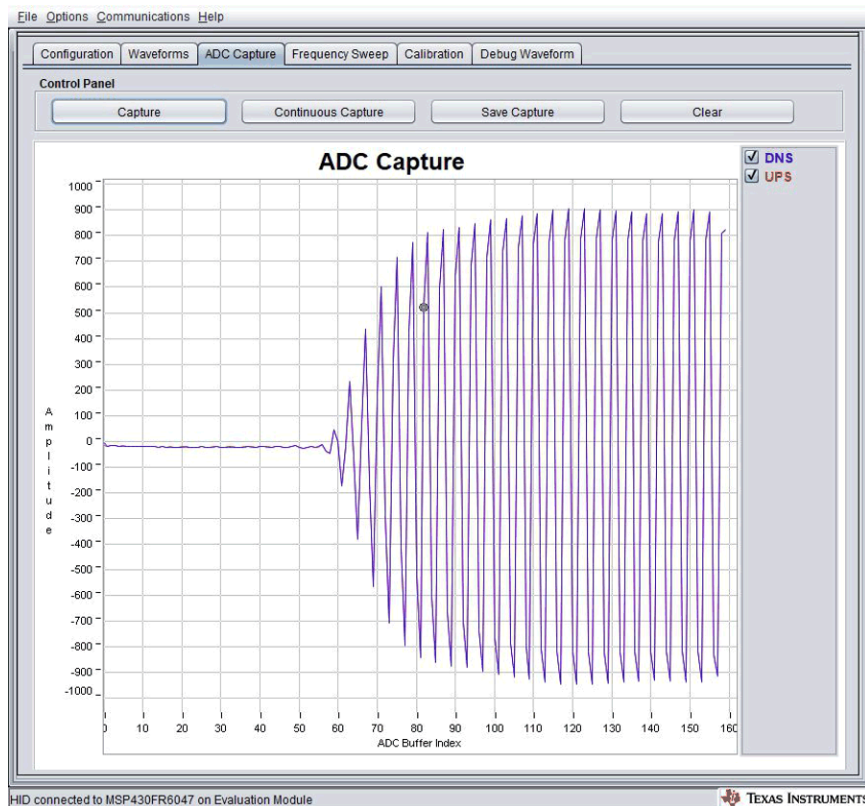 File Options Communications Help
Configuration Waveforms ADC Capture Frequency Sweep Calibration Debug Waveform
Control Panel
Capture Continuous Capture Save Capture Clear
ADC Capture
DNS
UPS
1000
900
800
700
600
500
400
300
200
100
0
-100
-200
-300
-400
-500
-600
-700
-800
-900
-1000
Amplitude
0 10 20 30 40 50 60 70 80 90 100 110 120 130 140 150 160
ADC Buffer Index
HID connected to MSP430FR6047 on Evaluation Module
TEXAS INSTRUMENTS